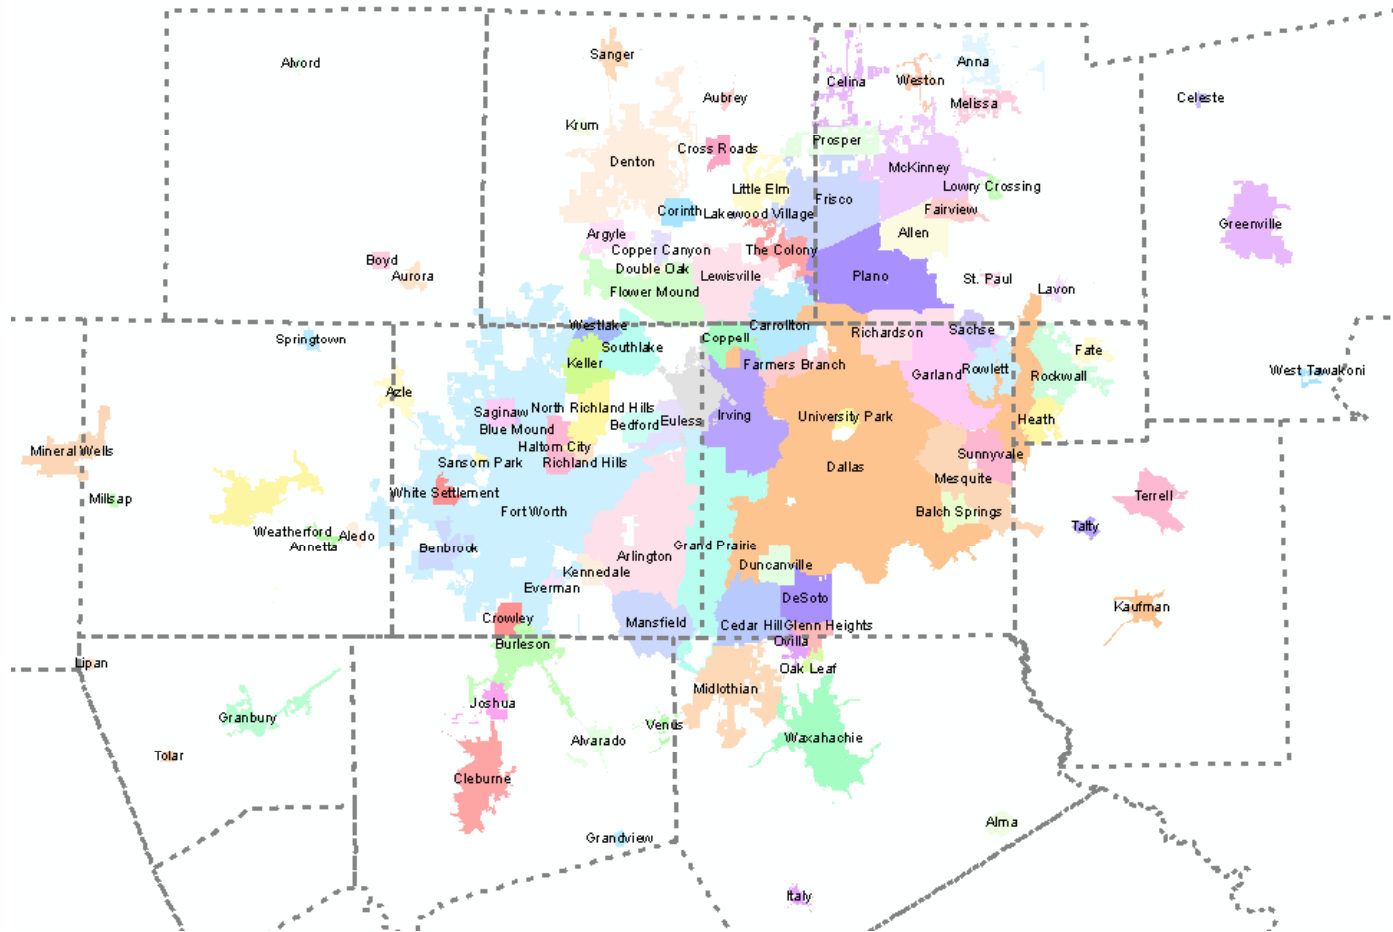 Sanger
Alvord
Anna
Celina
Weston
Aubrey
Celeste
Melissa
Krum
Prosper
Cross Roads
Denton
McKinney
Lowry Crossing
Little Elm
Frisco
Corinth
Lakewood Village
Fairview
Greenville
Argyle
Allen
Copper Canyon
The Colony
Boyd
Double Oak
Aurora
Lewisville
Plano
St. Paul
Flower Mound
Lavon
Westlake
Carrollton
Sachse
Richardson
Springtown
Coppell
Southlake
Fate
Keller
Farmers Branch
Rowlett
West Tawakoni
Garland
Rockwall
Azle
North Richland Hills
Saginaw
Irving
University Park
Euless
Heath
Bedford
Blue Mound
Haltom City
Mineral Wells
Sunnyvale
Sansom Park
Richland Hills
Dallas
Mesquite
White Settlement
Terrell
Millsap
Fort Worth
Balch Springs
Talty
Weatherford
Aledo
Grand Prairie
Annetta
Benbrook
Arlington
Duncanville
Kennedale
Everman
DeSoto
Kaufman
Crowley
Mansfield
Cedar Hill
Glenn Heights
Ovilla
Burleson
Lipan
Oak Leaf
Midlothian
Joshua
Granbury
Venus
Waxahachie
Alvarado
Tolar
Cleburne
Alma
Grandview
Italy